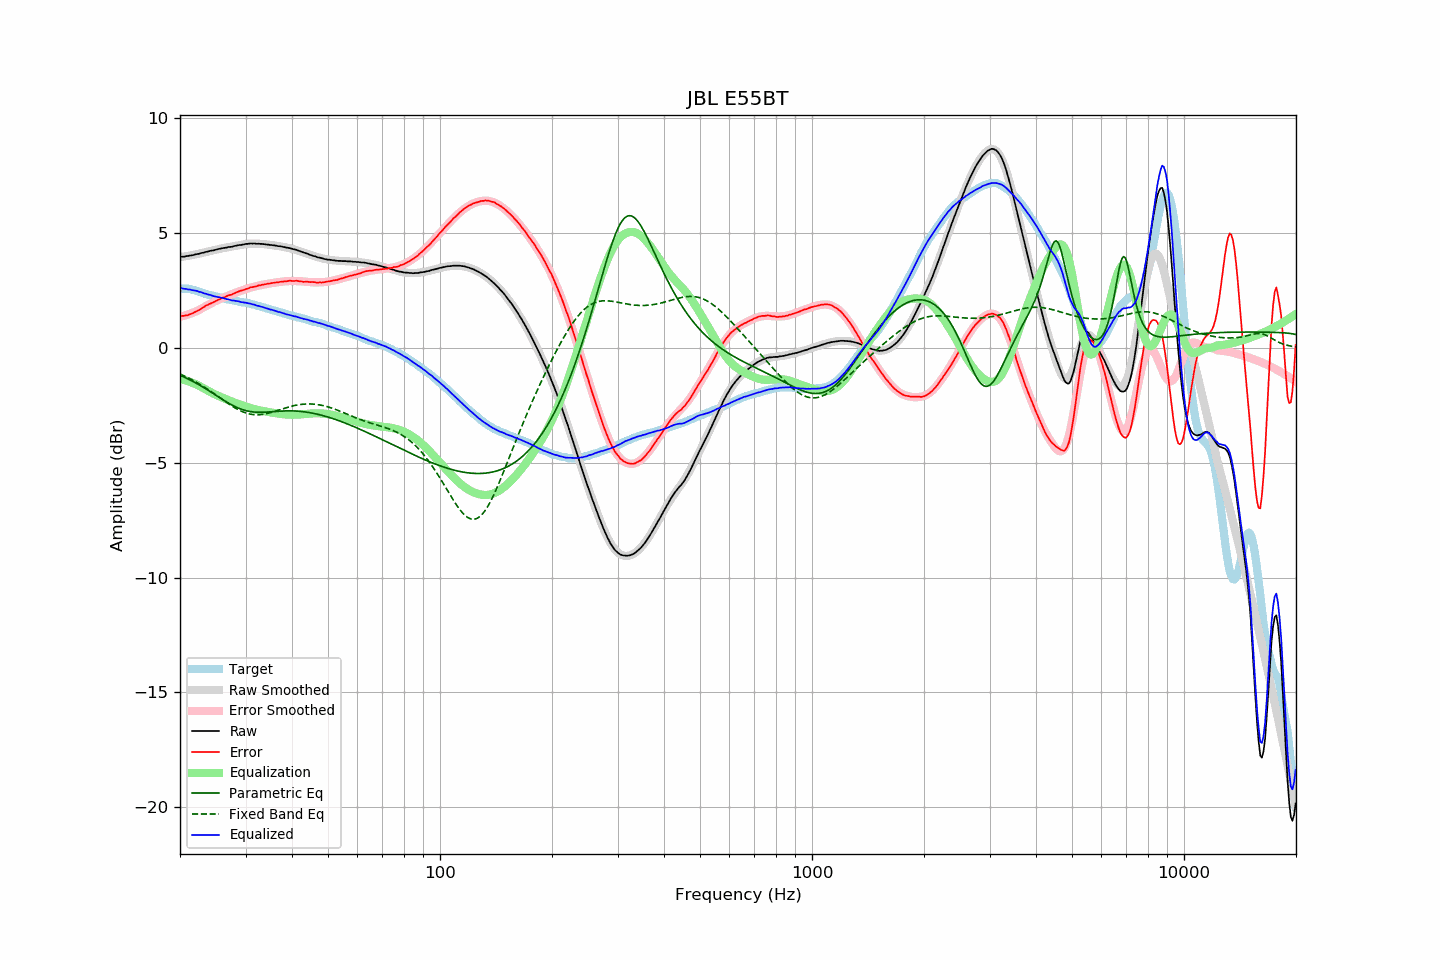 JBL E55BT
10
5
0
−5
−10
−15
−20
Amplitude (dBr)
Target
Raw Smoothed
Error Smoothed
Raw
Error
Equalization
Parametric Eq
Fixed Band Eq
Equalized
100 1000 10000
Frequency (Hz)